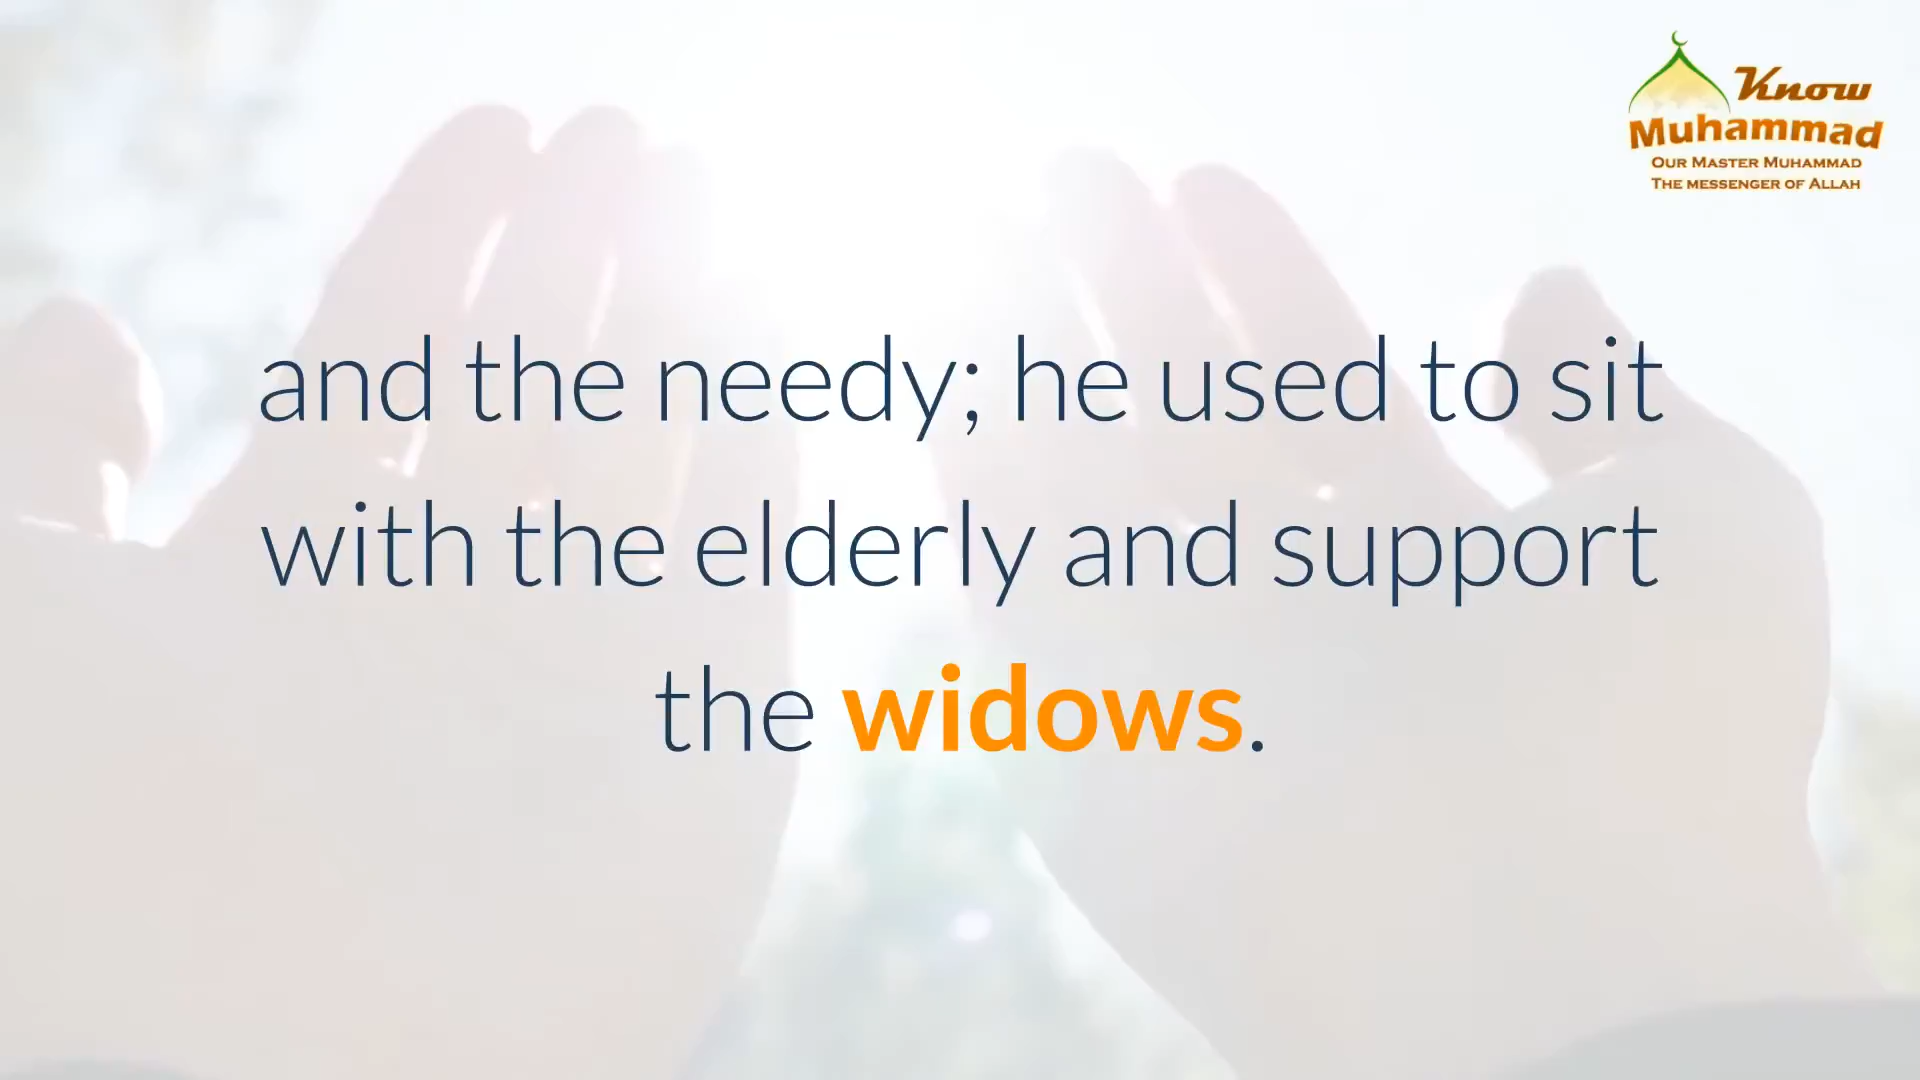 Know
Muhammad
OUR MASTER MUHAMMAD
THE MESSENGER OF ALLAH
and the needy; he used to sit
with the elderly and support
the widows.